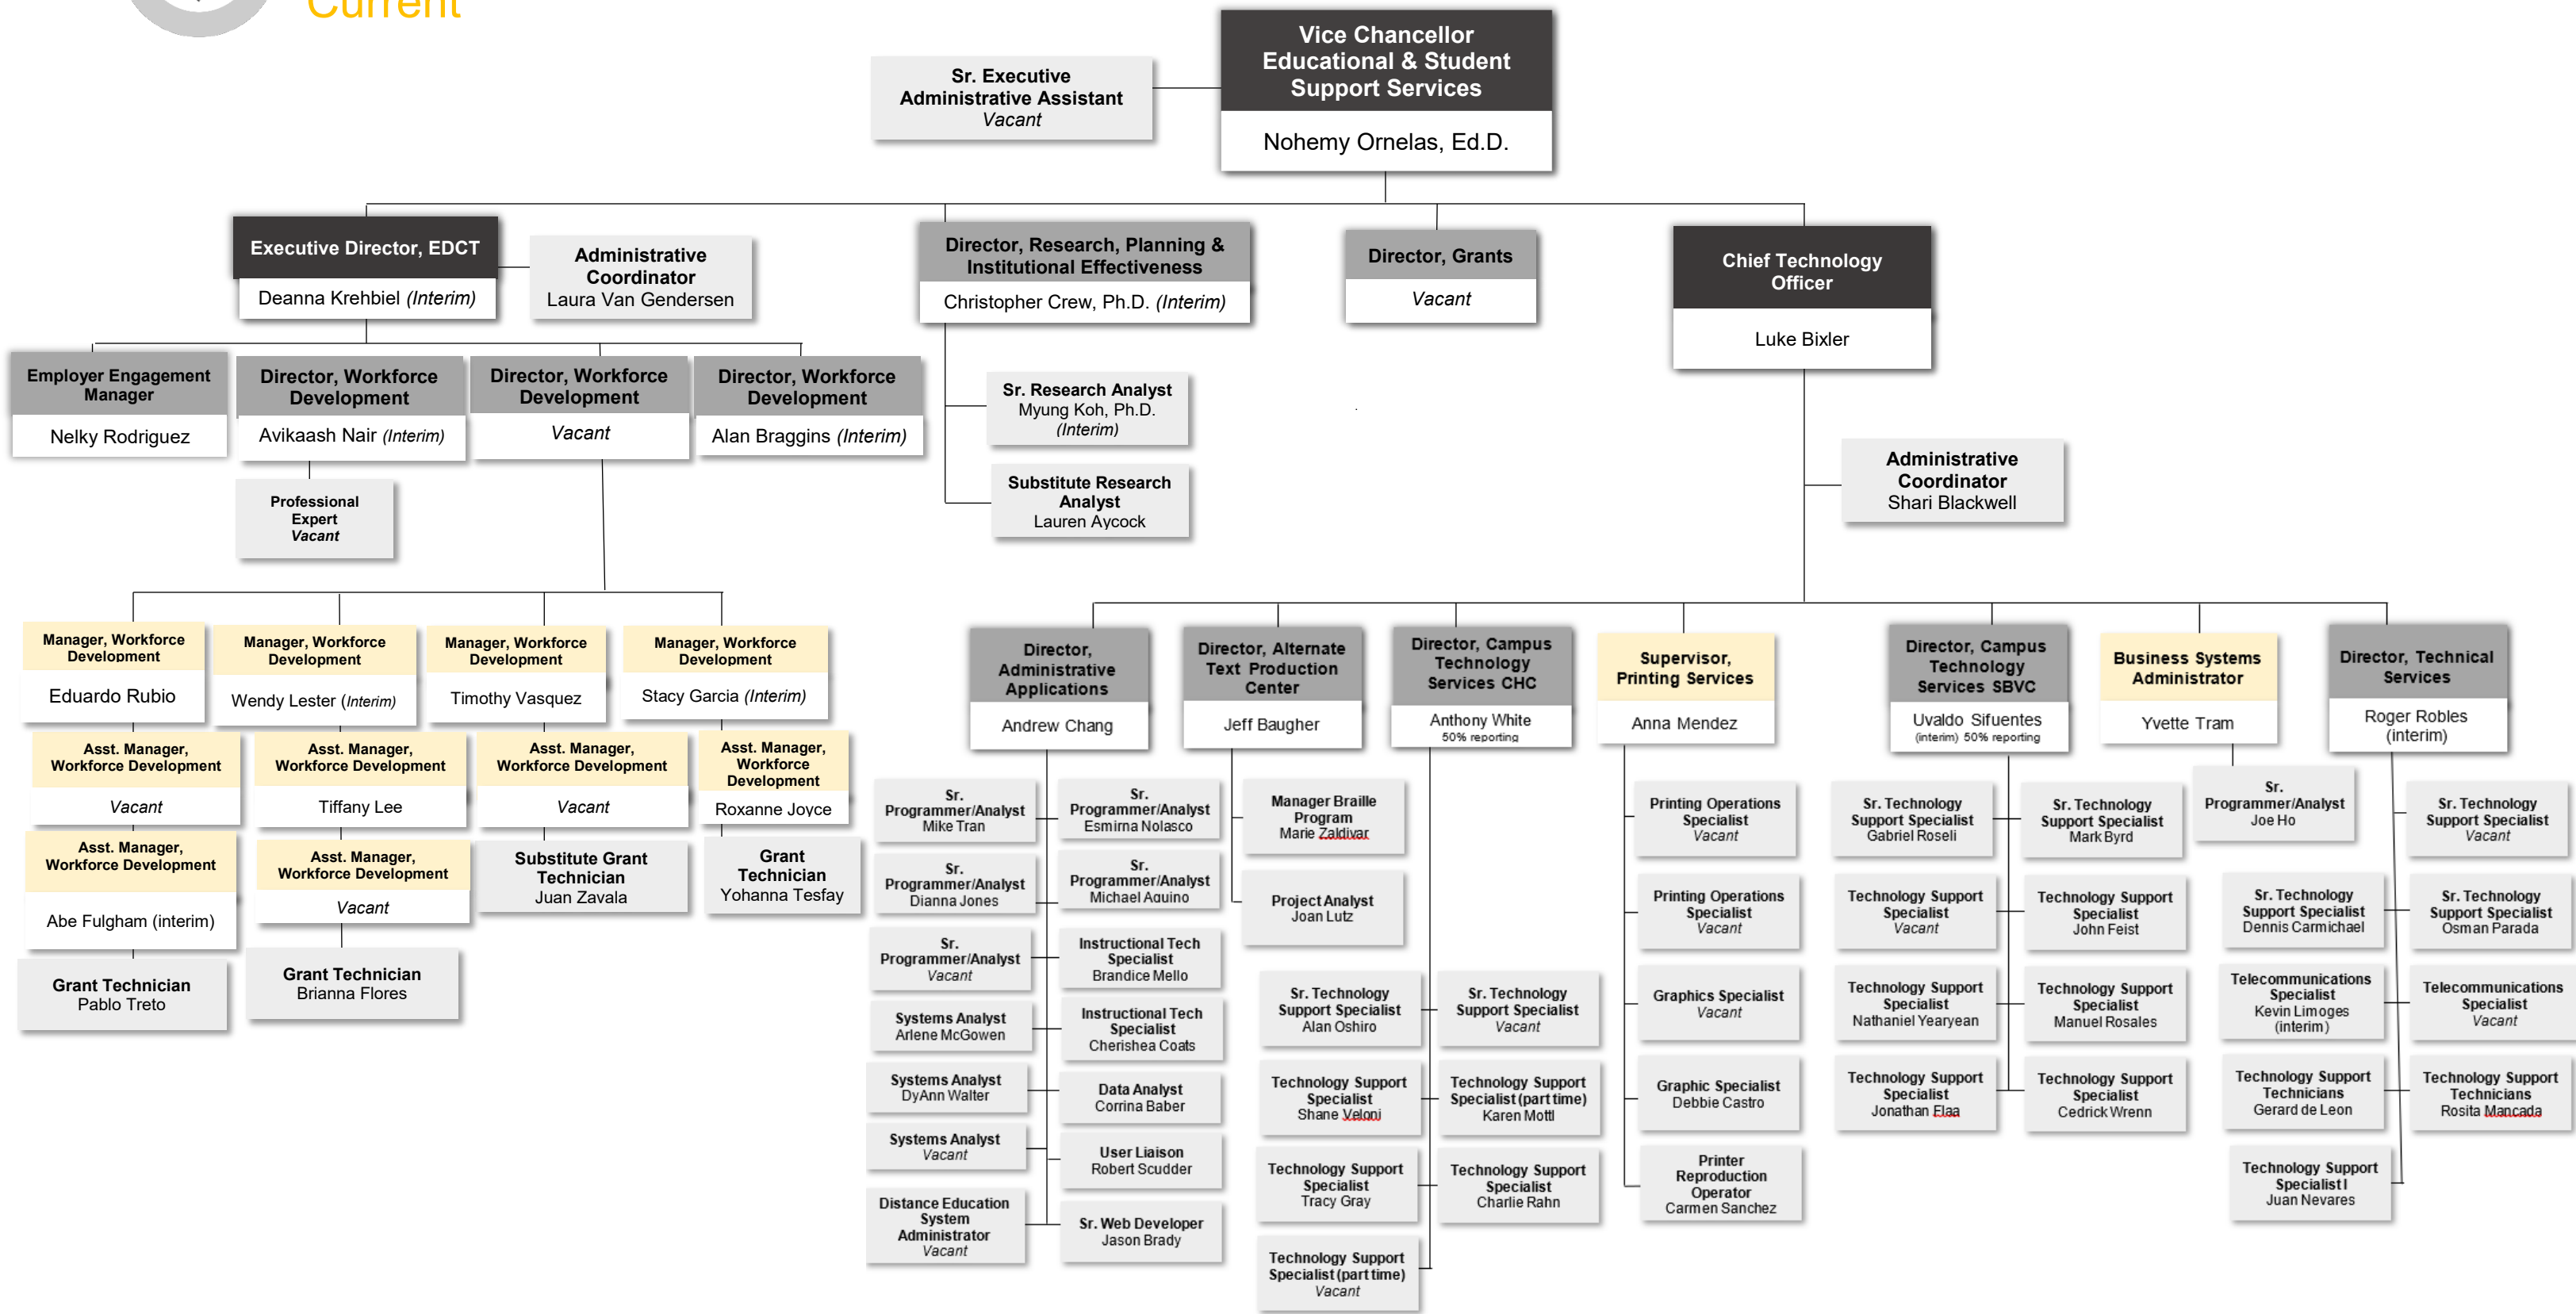 Current
Vice Chancellor
Educational & Student
Support Services
Nohemy Ornelas, Ed.D.
Sr. Executive
Administrative Assistant
Vacant
Executive Director, EDCT
Deanna Krehbiel (Interim)
Administrative
Coordinator
Laura Van Gendersen
Director, Research, Planning &
Institutional Effectiveness
Christopher Crew, Ph.D. (Interim)
Director, Grants
Vacant
Chief Technology
Officer
Luke Bixler
Employer Engagement
Manager
Nelky Rodriguez
Director, Workforce
Development
Avikaash Nair (Interim)
Director, Workforce
Development
Vacant
Director, Workforce
Development
Alan Braggins (Interim)
Professional
Expert
Vacant
Sr. Research Analyst
Myung Koh, Ph.D.
(Interim)
Substitute Research
Analyst
Lauren Aycock
Administrative
Coordinator
Shari Blackwell
Manager, Workforce
Development
Eduardo Rubio
Manager, Workforce
Development
Wendy Lester (Interim)
Manager, Workforce
Development
Timothy Vasquez
Manager, Workforce
Development
Stacy Garcia (Interim)
Asst. Manager,
Workforce Development
Vacant
Asst. Manager,
Workforce Development
Tiffany Lee
Asst. Manager,
Workforce Development
Vacant
Asst. Manager,
Workforce
Development
Roxanne Joyce
Asst. Manager,
Workforce Development
Abe Fulgham (interim)
Asst. Manager,
Workforce Development
Vacant
Substitute Grant
Technician
Juan Zavala
Grant
Technician
Yohanna Tesfay
Grant Technician
Pablo Treto
Grant Technician
Brianna Flores
Director,
Administrative
Applications
Andrew Chang
Director, Alternate
Text Production
Center
Jeff Baugher
Director, Campus
Technology
Services CHC
Anthony White
50% reporting
Supervisor,
Printing Services
Anna Mendez
Director, Campus
Technology
Services SBVC
Uvaldo Sifuentes
(interim) 50% reporting
Business Systems
Administrator
Yvette Tram
Director, Technical
Services
Roger Robles
(interim)
Sr.
Programmer/Analyst
Mike Tran
Sr.
Programmer/Analyst
Esmirna Nolasco
Sr.
Programmer/Analyst
Dianna Jones
Sr.
Programmer/Analyst
Michael Aquino
Sr.
Programmer/Analyst
Vacant
Instructional Tech
Specialist
Brandice Mello
Systems Analyst
Arlene McGowen
Instructional Tech
Specialist
Cherishea Coats
Systems Analyst
DyAnn Walter
Data Analyst
Corrina Baber
Systems Analyst
Vacant
User Liaison
Robert Scudder
Distance Education
System
Administrator
Vacant
Sr. Web Developer
Jason Brady
Manager Braille
Program
Marie Zaldivar
Project Analyst
Joan Lutz
Sr. Technology
Support Specialist
Alan Oshiro
Sr. Technology
Support Specialist
Vacant
Technology Support
Specialist
Shane Veloni
Technology Support
Specialist (part time)
Karen Mottl
Technology Support
Specialist
Tracy Gray
Technology Support
Specialist
Charlie Rahn
Technology Support
Specialist (part time)
Vacant
Printing Operations
Specialist
Vacant
Printing Operations
Specialist
Vacant
Graphics Specialist
Vacant
Graphic Specialist
Debbie Castro
Printer
Reproduction
Operator
Carmen Sanchez
Sr. Technology
Support Specialist
Gabriel Roseli
Sr. Technology
Support Specialist
Mark Byrd
Technology Support
Specialist
Vacant
Technology Support
Specialist
John Feist
Technology Support
Specialist
Nathaniel Yearyean
Technology Support
Specialist
Manuel Rosales
Technology Support
Specialist
Jonathan Flaa
Technology Support
Specialist
Cedrick Wrenn
Sr.
Programmer/Analyst
Joe Ho
Sr. Technology
Support Specialist
Vacant
Sr. Technology
Support Specialist
Dennis Carmichael
Sr. Technology
Support Specialist
Osman Parada
Telecommunications
Specialist
Kevin Limoges
(interim)
Telecommunications
Specialist
Vacant
Technology Support
Technicians
Gerard de Leon
Technology Support
Technicians
Rosita Mancada
Technology Support
Specialist I
Juan Nevares